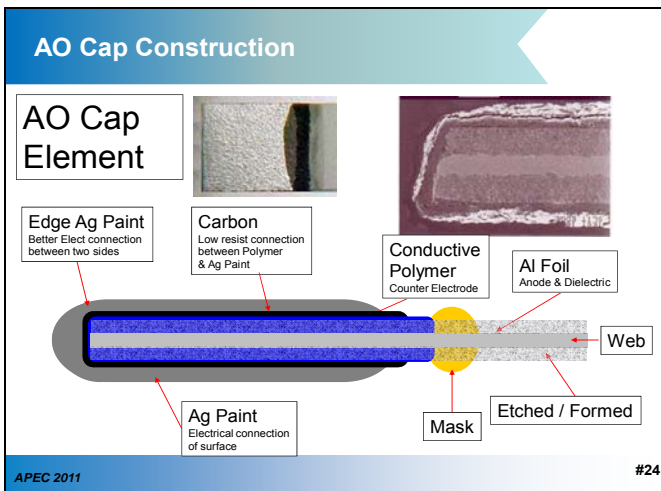 AO Cap Construction
AO Cap
Element
Edge Ag Paint
Better Elect connection
between two sides
Carbon
Low resist connection
between Polymer
& Ag Paint
Conductive
Polymer
Counter Electrode
Al Foil
Anode & Dielectric
Web
Etched / Formed
Mask
Ag Paint
Electrical connection
of surface
APEC 2011
#24